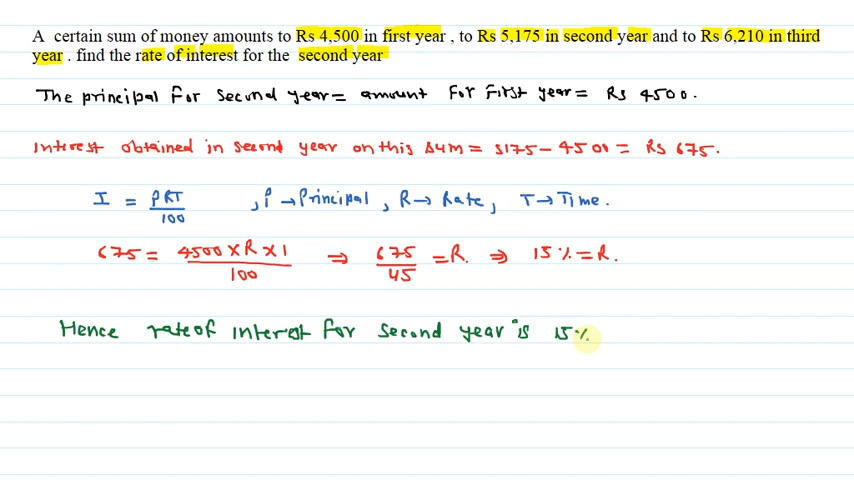 A certain sum of money amounts to Rs 4,500 in first year , to Rs 5,175 in second year and to Rs 6,210 in third
year . find the rate of interest for the second year
The principal for second year = amount for first year = Rs 4500.
Interest obtained in second year on this sum = 5175 - 4500 = Rs 675.
I = PRT/100 , P → Principal , R → Rate , T → Time .
675 = 4500 × R × 1/100 ⇒ 675/45 = R. ⇒ 15 % = R.
Hence rate of interest for second year is 15%